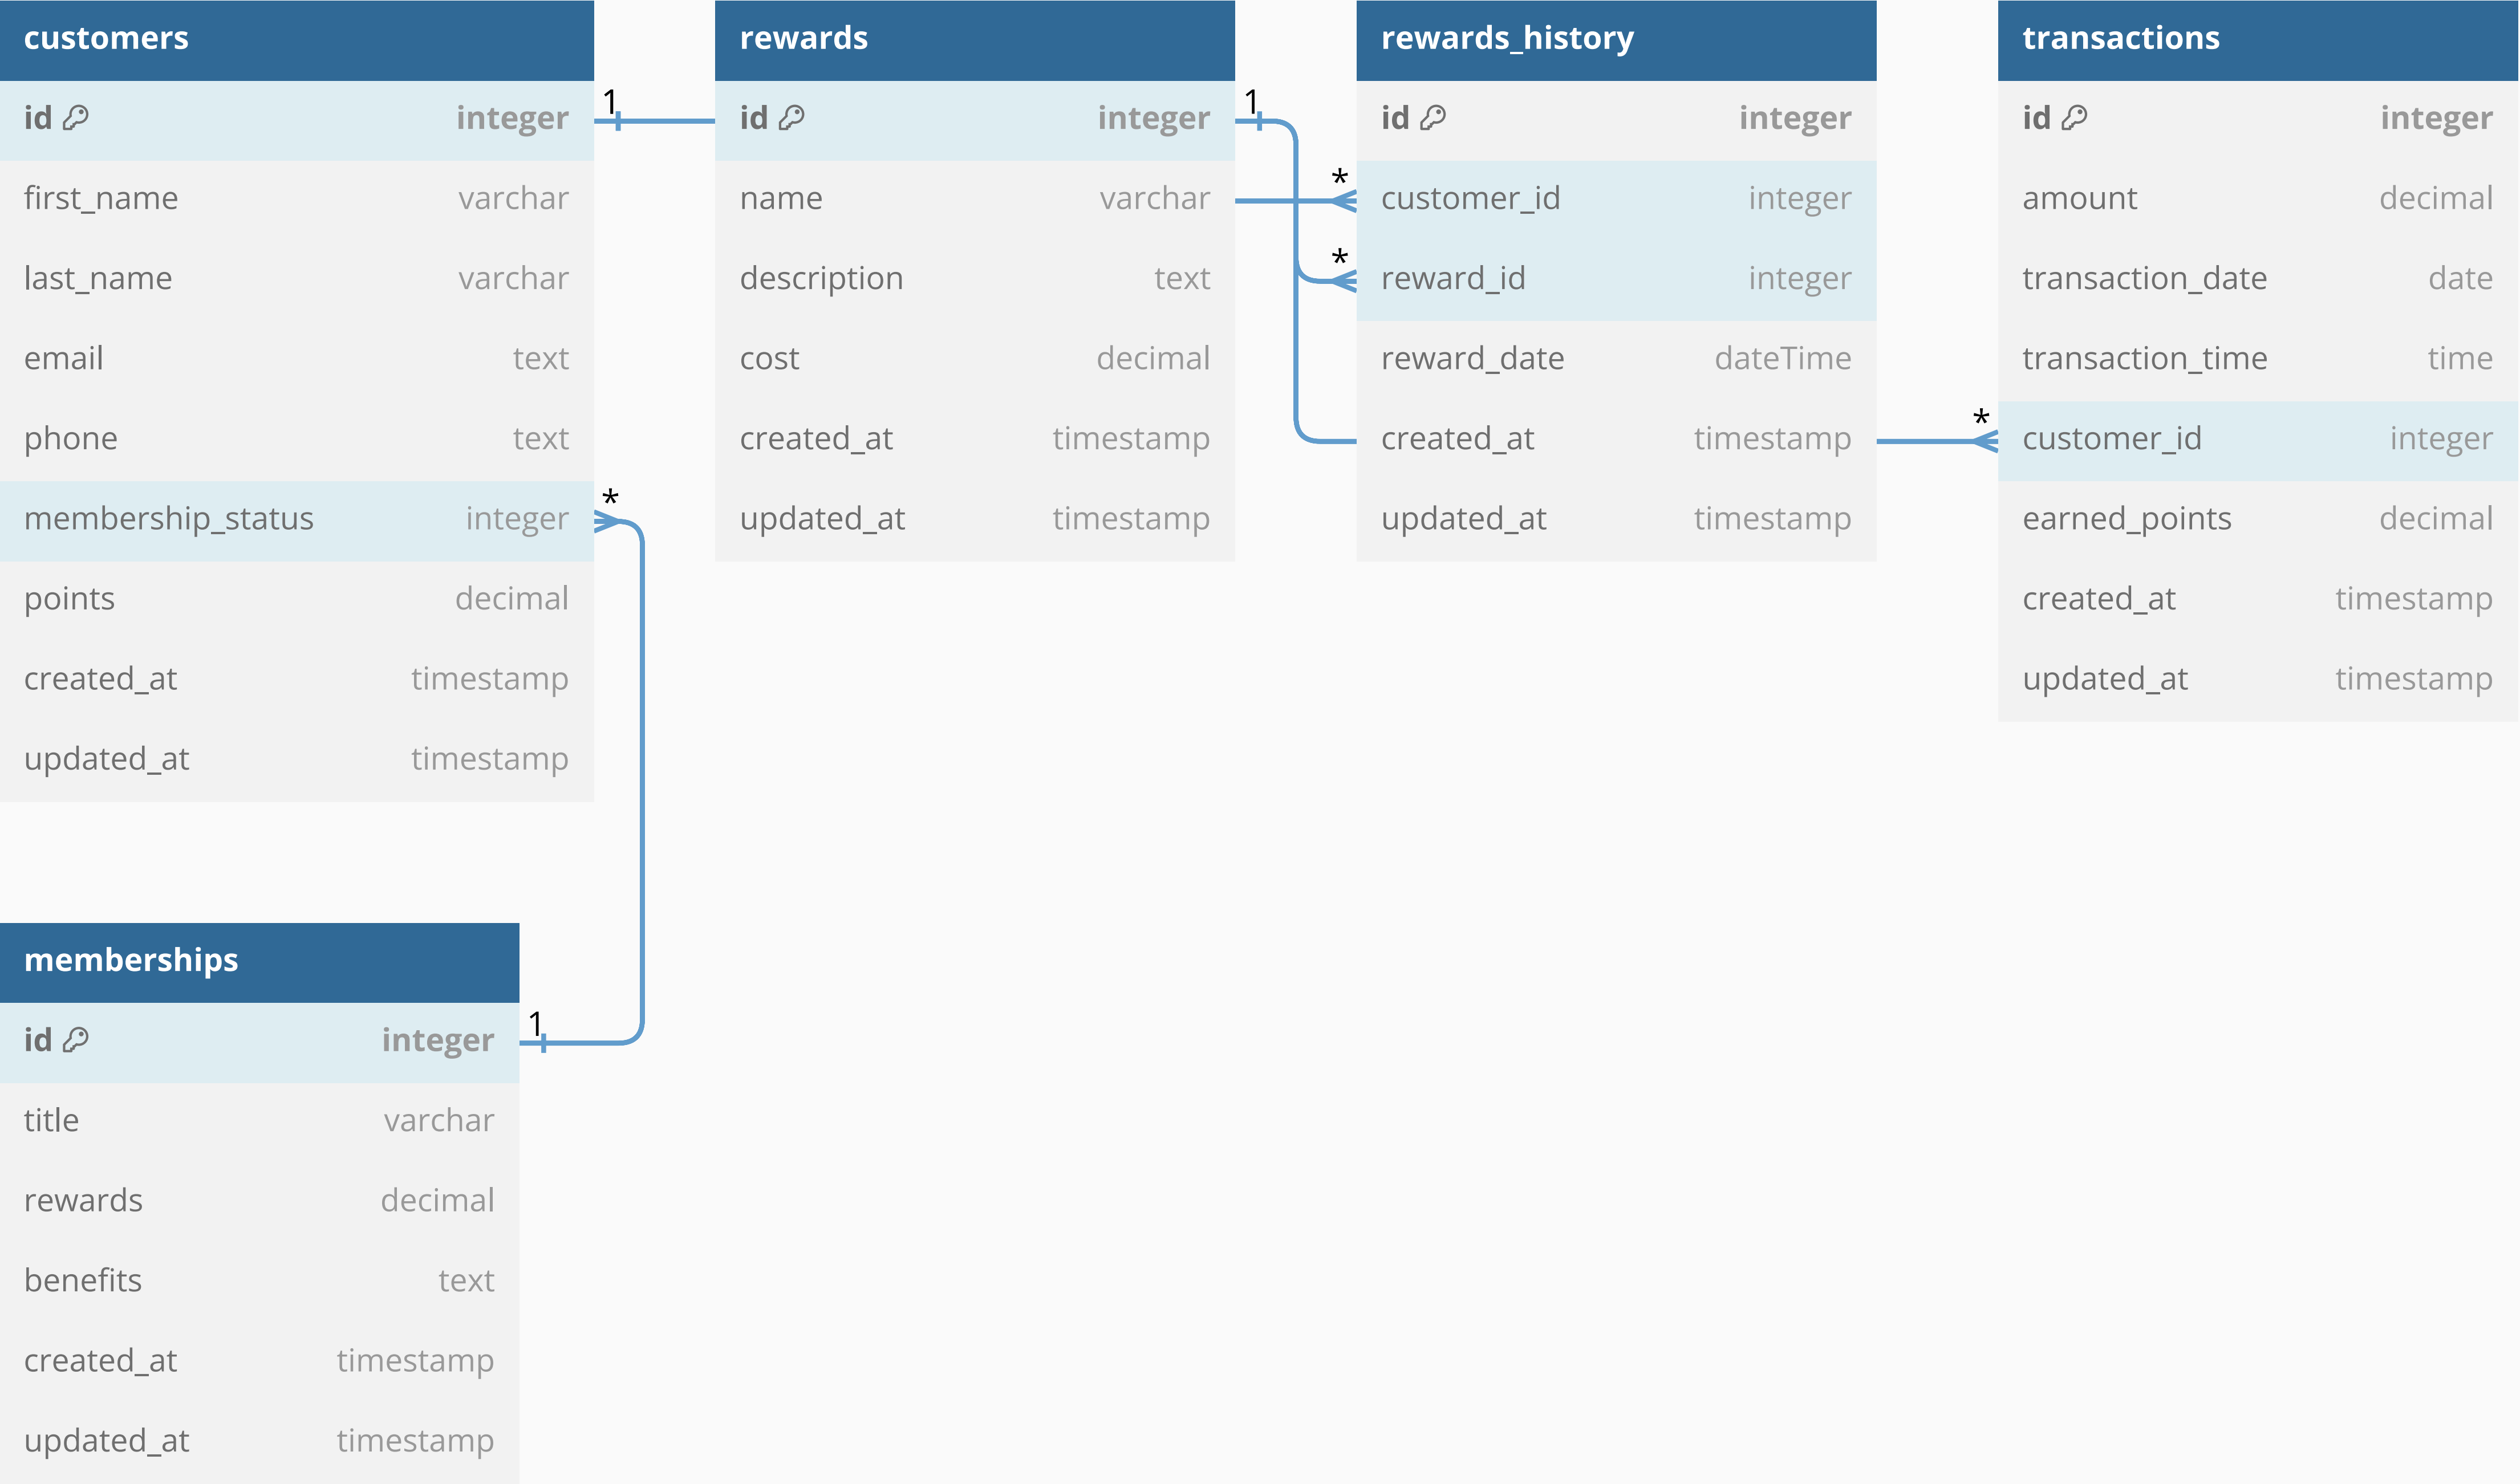 customers
id integer
first_name varchar
last_name varchar
email text
phone text
membership_status integer
points decimal
created_at timestamp
updated_at timestamp
1
*
rewards
id integer
name varchar
description text
cost decimal
created_at timestamp
updated_at timestamp
1
*
*
rewards_history
id integer
customer_id integer
reward_id integer
reward_date dateTime
created_at timestamp
updated_at timestamp
*
transactions
id integer
amount decimal
transaction_date date
transaction_time time
customer_id integer
earned_points decimal
created_at timestamp
updated_at timestamp
memberships
id integer
title varchar
rewards decimal
benefits text
created_at timestamp
updated_at timestamp
1